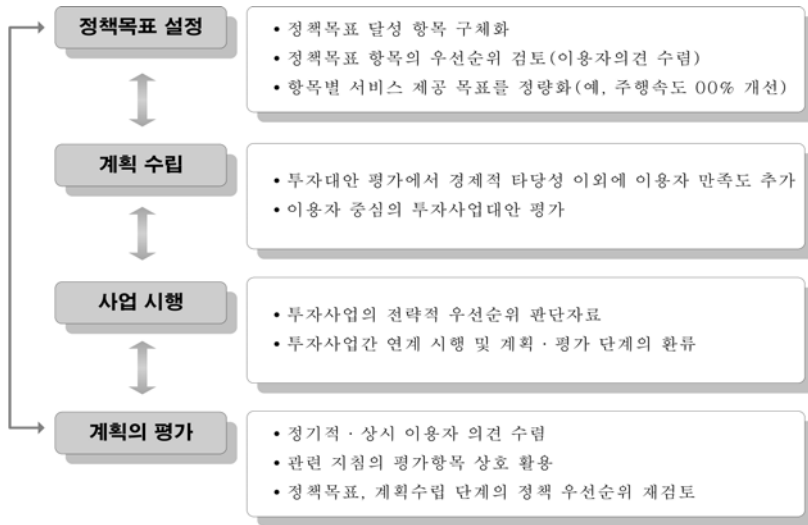 정책목표 설정
• 정책목표 달성 항목 구체화
• 정책목표 항목의 우선순위 검토(이용자의견 수렴)
• 항목별 서비스 제공 목표를 정량화(예, 주행속도 00% 개선)
계획 수립
• 투자대안 평가에서 경제적 타당성 이외에 이용자 만족도 추가
• 이용자 중심의 투자사업대안 평가
사업 시행
• 투자사업의 전략적 우선순위 판단자료
• 투자사업간 연계 시행 및 계획 · 평가 단계의 환류
계획의 평가
• 정기적 · 상시 이용자 의견 수렴
• 관련 지침의 평가항목 상호 활용
• 정책목표, 계획수립 단계의 정책 우선순위 재검토